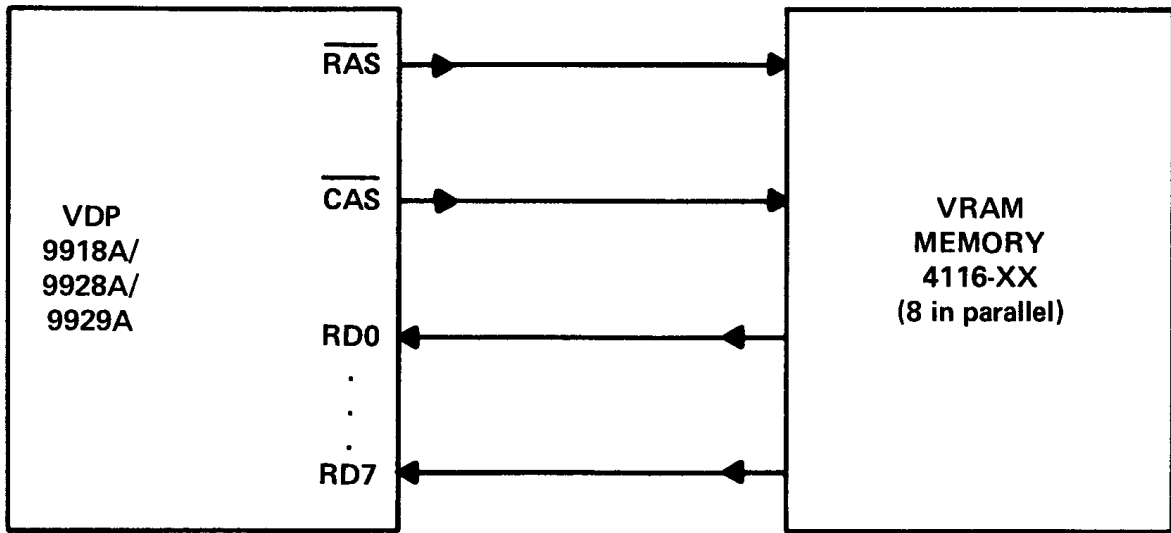 RAS
CAS
VDP
9918A/
9928A/
9929A
RD0
.
.
.
RD7
VRAM
MEMORY
4116-XX
(8 in parallel)